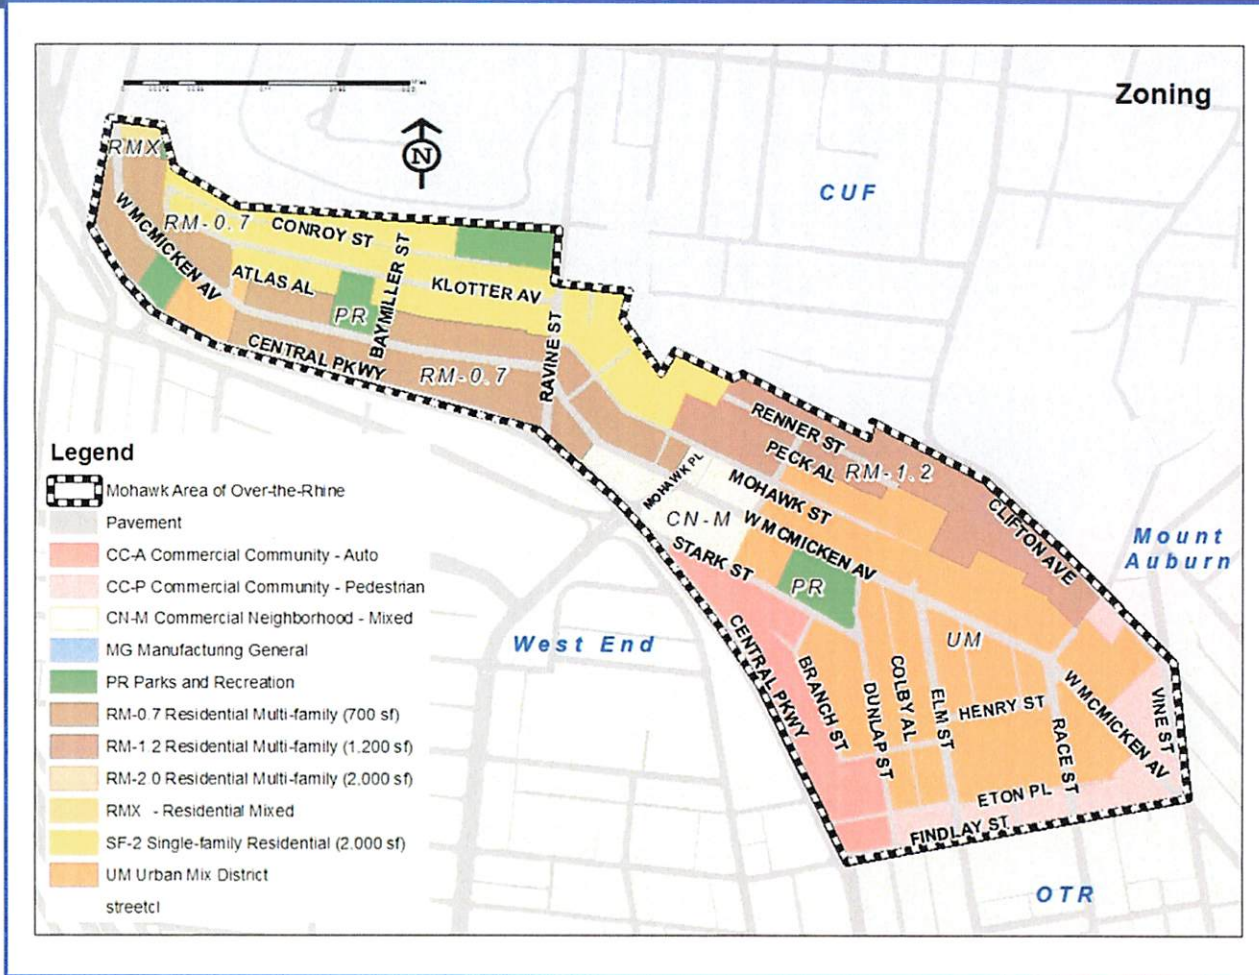 Zoning
N
CUF
RMX
RM-0.7
CONROY ST
W MCMICKEN AV
ATLAS AL
BAYMILLER ST
KLOTTER AV
PR
CENTRAL PKWY
RM-0.7
RAVINE ST
RENNER ST
PECK AL
RM-1.2
MOHAWK PL
MOHAWK ST
CLIFTON AVE
CN-M
W MCMICKEN AV
STARK ST
PR
Mount
Auburn
West End
CENTRAL PKWY
BRANCH ST
DUNLAP ST
COLBY AL
ELM ST
UM
HENRY ST
RACE ST
W MCMICKEN AV
VINE ST
ETON PL
FINDLAY ST
OTR
Legend
Mohawk Area of Over-the-Rhine
Pavement
CC-A Commercial Community - Auto
CC-P Commercial Community - Pedestrian
CN-M Commercial Neighborhood - Mixed
MG Manufacturing General
PR Parks and Recreation
RM-0.7 Residential Multi-family (700 sf)
RM-1 2 Residential Multi-family (1.200 sf)
RM-2 0 Residential Multi-family (2.000 sf)
RMX - Residential Mixed
SF-2 Single-family Residential (2.000 sf)
UM Urban Mix District
streetcl